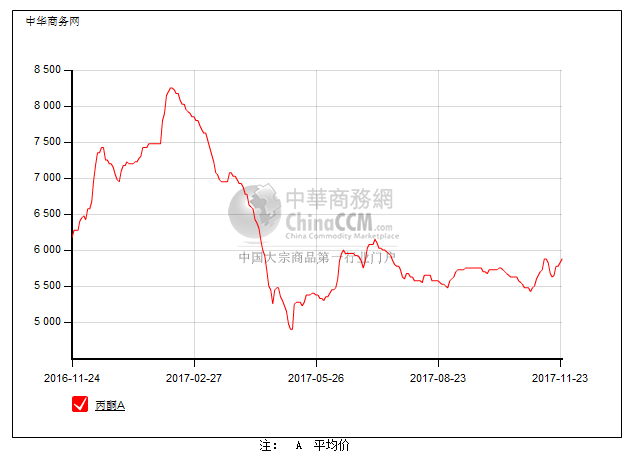 中华商务网
8 500
8 000
7 500
7 000
6 500
6 000
5 500
5 000
中華商務網
ChinaCCM.com
China Commodity Marketplace
中国大宗商品第一行业门户
2016-11-24
2017-02-27
2017-05-26
2017-08-23
2017-11-23
丙酮A
注： A 平均价